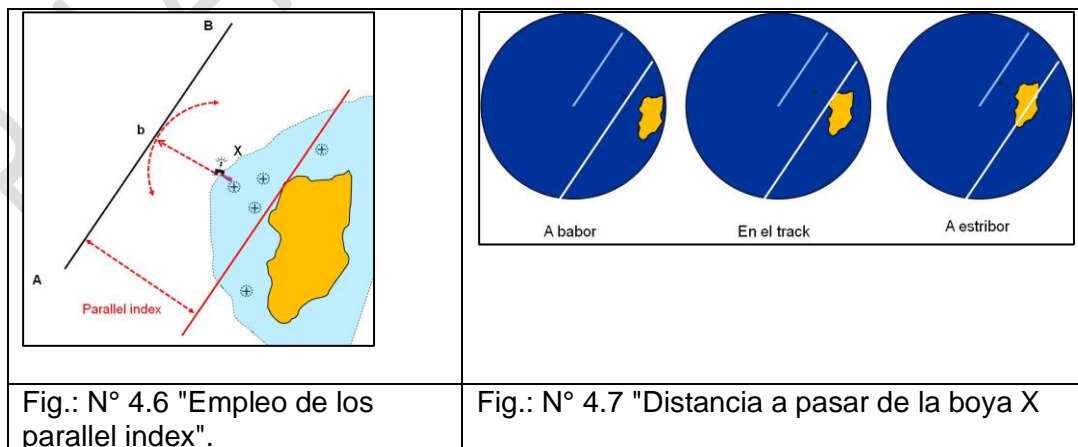 B
b
X
A
Parallel index
A babor
En el track
A estribor
Fig.: N° 4.6 "Empleo de los
parallel index".
Fig.: N° 4.7 "Distancia a pasar de la boya X